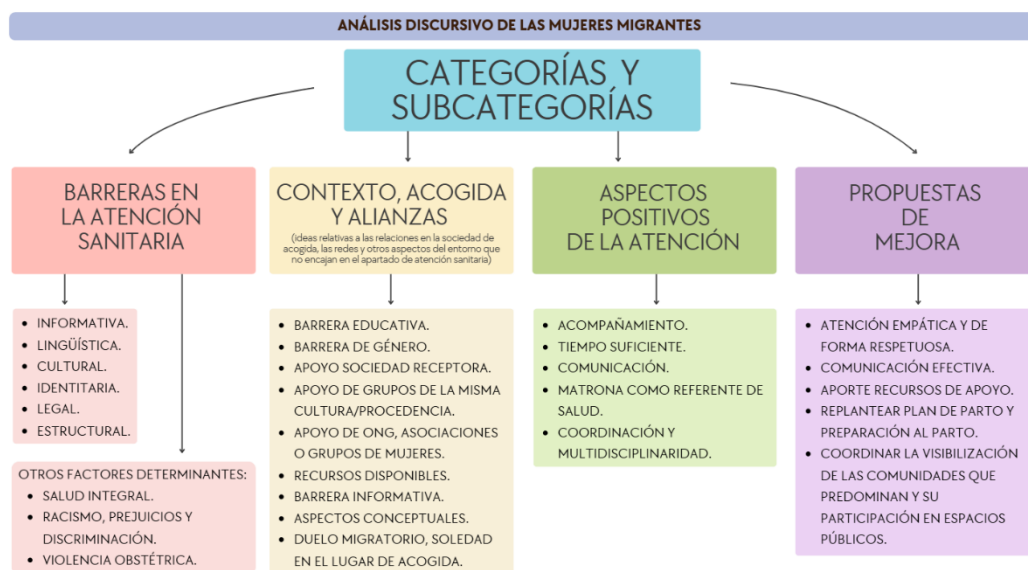 ANÁLISIS DISCURSIVO DE LAS MUJERES MIGRANTES
CATEGORÍAS Y
SUBCATEGORÍAS
BARRERAS EN
LA ATENCIÓN
SANITARIA
• INFORMATIVA.
• LINGÜÍSTICA.
• CULTURAL.
• IDENTITARIA.
• LEGAL.
• ESTRUCTURAL.
OTROS FACTORES DETERMINANTES:
• SALUD INTEGRAL.
• RACISMO, PREJUICIOS Y
DISCRIMINACIÓN.
• VIOLENCIA OBSTÉTRICA.
CONTEXTO, ACOGIDA
Y ALIANZAS
(ideas relativas a las relaciones en la sociedad de
acogida, las redes y otros aspectos del entorno que
no encajan en el apartado de atención sanitaria)
• BARRERA EDUCATIVA.
• BARRERA DE GÉNERO.
• APOYO SOCIEDAD RECEPTORA.
• APOYO DE GRUPOS DE LA MISMA
CULTURA/PROCEDENCIA.
• APOYO DE ONG, ASOCIACIONES
O GRUPOS DE MUJERES.
• RECURSOS DISPONIBLES.
• BARRERA INFORMATIVA.
• ASPECTOS CONCEPTUALES.
• DUELO MIGRATORIO, SOLEDAD
EN EL LUGAR DE ACOGIDA.
ASPECTOS
POSITIVOS
DE LA ATENCIÓN
• ACOMPAÑAMIENTO.
• TIEMPO SUFICIENTE.
• COMUNICACIÓN.
• MATRONA COMO REFERENTE DE
SALUD.
• COORDINACIÓN Y
MULTIDISCIPLINARIDAD.
PROPUESTAS
DE
MEJORA
• ATENCIÓN EMPÁTICA Y DE
FORMA RESPETUOSA.
• COMUNICACIÓN EFECTIVA.
• APORTE RECURSOS DE APOYO.
• REPLANTEAR PLAN DE PARTO Y
PREPARACIÓN AL PARTO.
• COORDINAR LA VISIBILIZACIÓN
DE LAS COMUNIDADES QUE
PREDOMINAN Y SU
PARTICIPACIÓN EN ESPACIOS
PÚBLICOS.